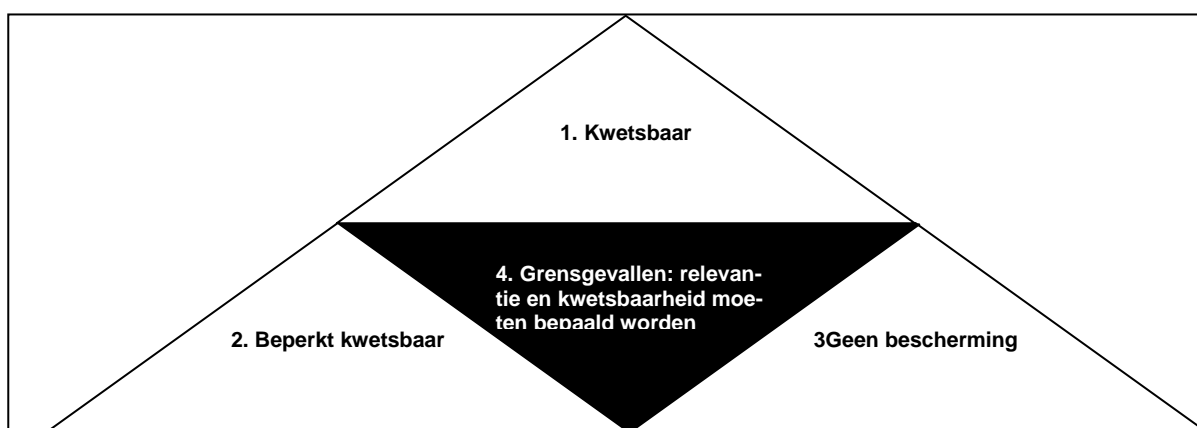 1. Kwetsbaar
4. Grensgevallen: relevan-
tie en kwetsbaarheid moe-
ten bepaald worden
2. Beperkt kwetsbaar
3Geen bescherming